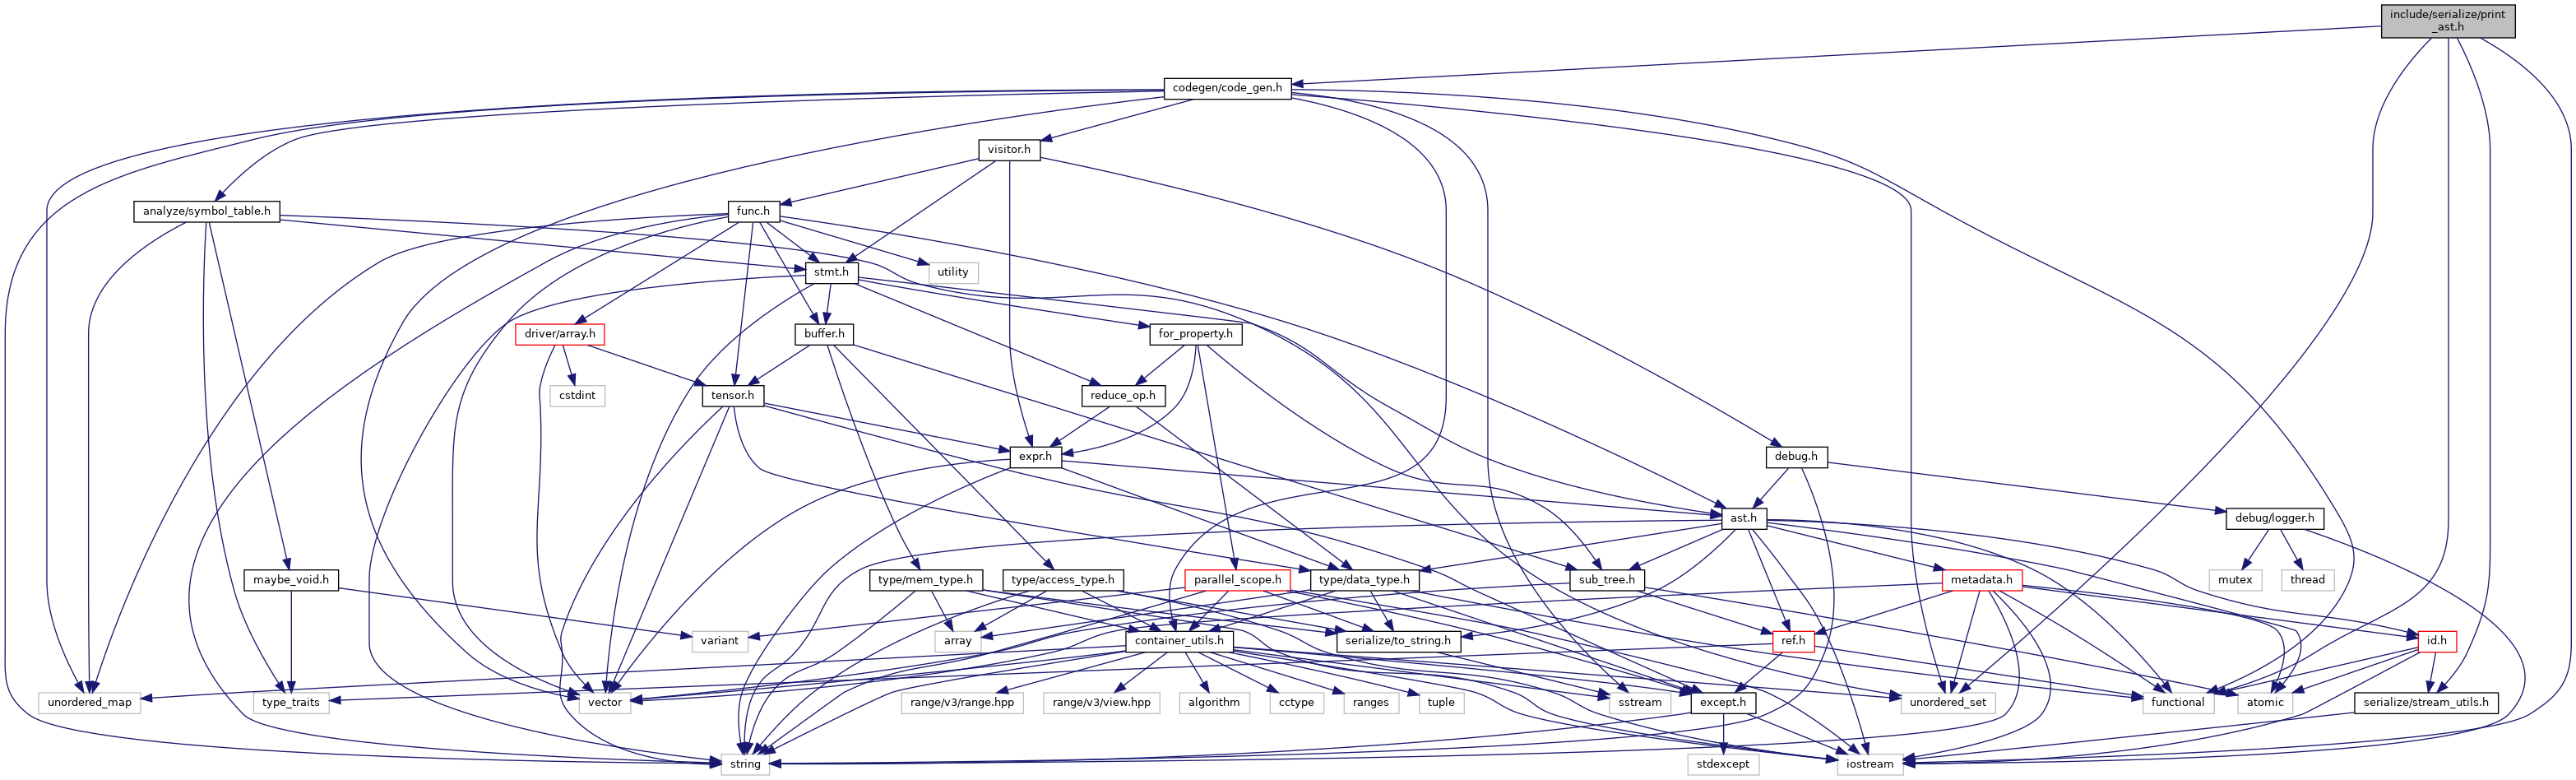 include/serialize/print
_ast.h
codegen/code_gen.h
visitor.h
analyze/symbol_table.h
func.h
stmt.h
utility
driver/array.h
buffer.h
for_property.h
cstdint
tensor.h
reduce_op.h
expr.h
debug.h
ast.h
debug/logger.h
maybe_void.h
type/mem_type.h
type/access_type.h
parallel_scope.h
type/data_type.h
sub_tree.h
metadata.h
mutex
thread
variant
array
container_utils.h
serialize/to_string.h
ref.h
id.h
unordered_map
type_traits
vector
range/v3/range.hpp
range/v3/view.hpp
algorithm
cctype
ranges
tuple
sstream
except.h
unordered_set
functional
atomic
serialize/stream_utils.h
string
stdexcept
iostream